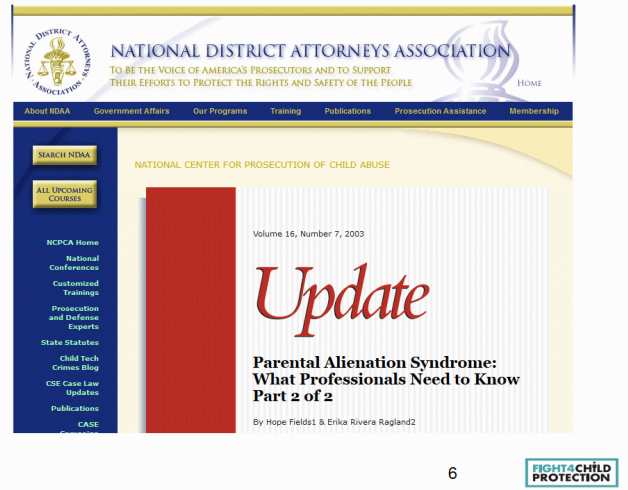 NATIONAL DISTRICT ATTORNEYS ASSOCIATION
NATIONAL DISTRICT ATTORNEYS ASSOCIATION
TO BE THE VOICE OF AMERICA'S PROSECUTORS AND TO SUPPORT
THEIR EFFORTS TO PROTECT THE RIGHTS AND SAFETY OF THE PEOPLE
HOME
About NDAA Government Affairs Our Programs Training Publications Prosecution Assistance Membership
SEARCH NDAA
ALL UPCOMING
COURSES
NCPCA Home
National
Conferences
Customized
Trainings
Prosecution
and Defense
Experts
State Statutes
Child Tech
Crimes Blog
CSE Case Law
Updates
Publications
CASE
NATIONAL CENTER FOR PROSECUTION OF CHILD ABUSE
Volume 16, Number 7, 2003
Update
Parental Alienation Syndrome:
What Professionals Need to Know
Part 2 of 2
By Hope Fields1 & Erika Rivera Ragland2
6
FIGHT4CHILD
PROTECTION